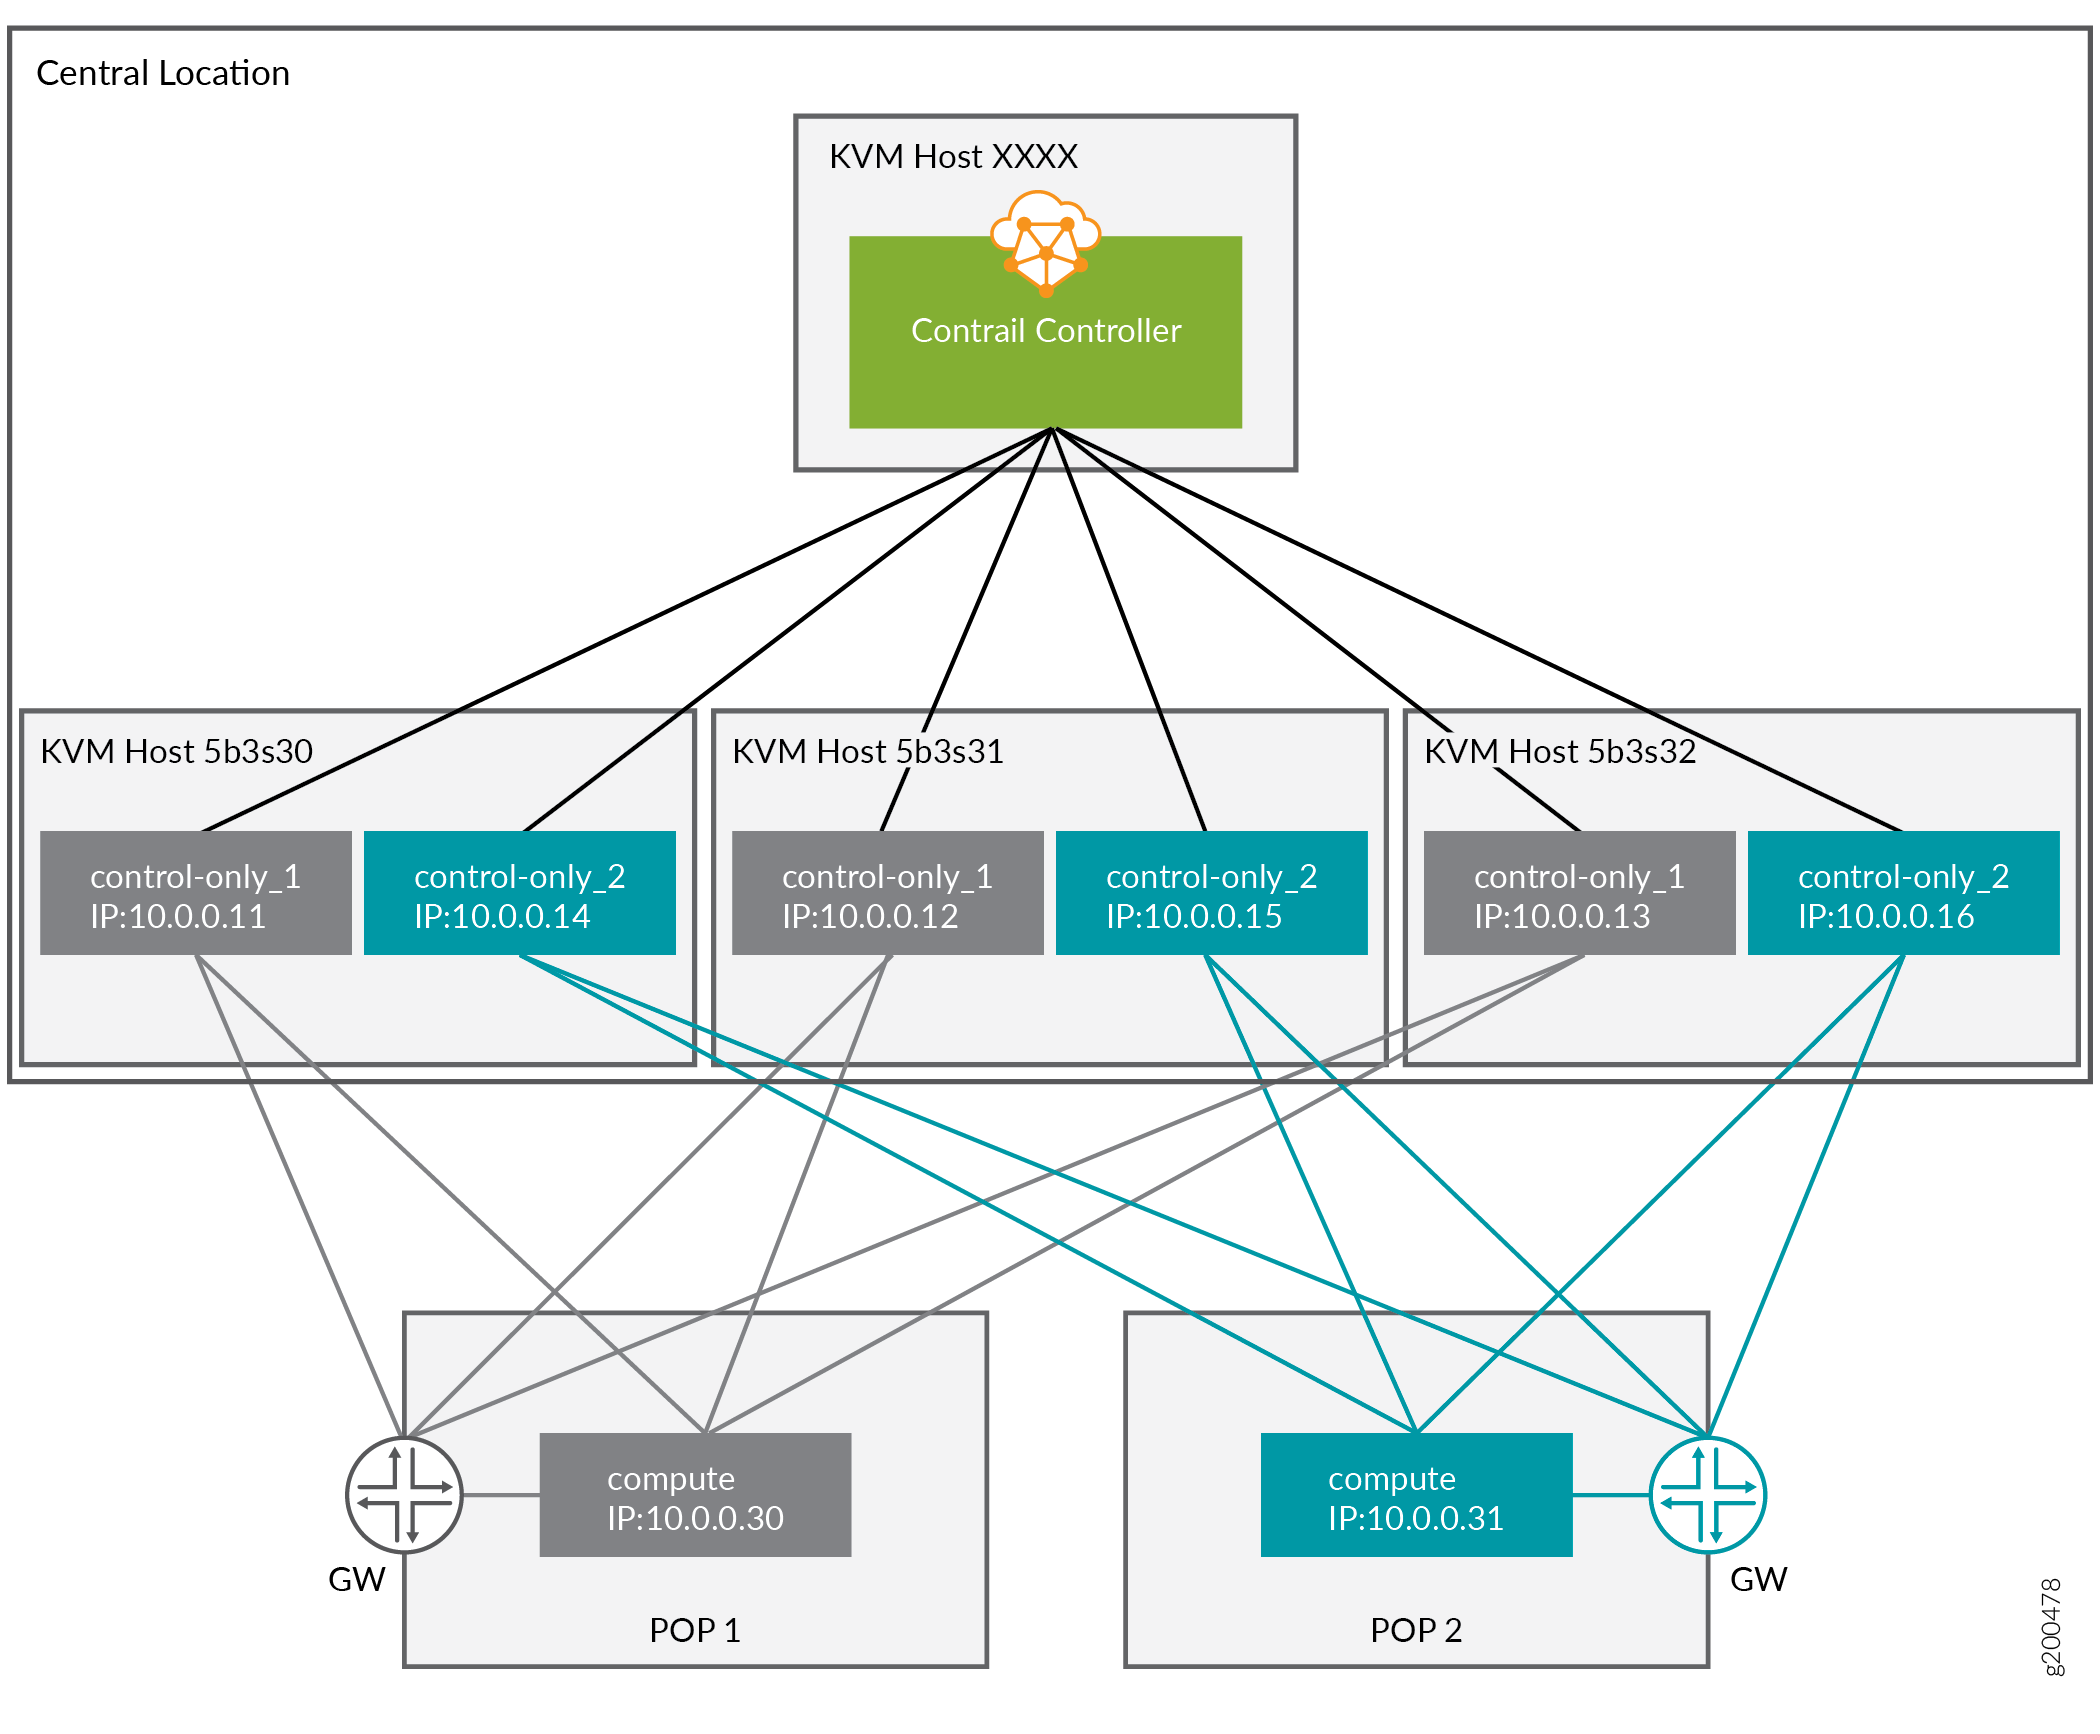 Central Location
KVM Host XXXX
Contrail Controller
KVM Host 5b3s30
KVM Host 5b3s31
KVM Host 5b3s32
control-only_1
IP:10.0.0.11
control-only_2
IP:10.0.0.14
control-only_1
IP:10.0.0.12
control-only_2
IP:10.0.0.15
control-only_1
IP:10.0.0.13
control-only_2
IP:10.0.0.16
compute
IP:10.0.0.30
GW
POP 1
compute
IP:10.0.0.31
GW
POP 2
g200478